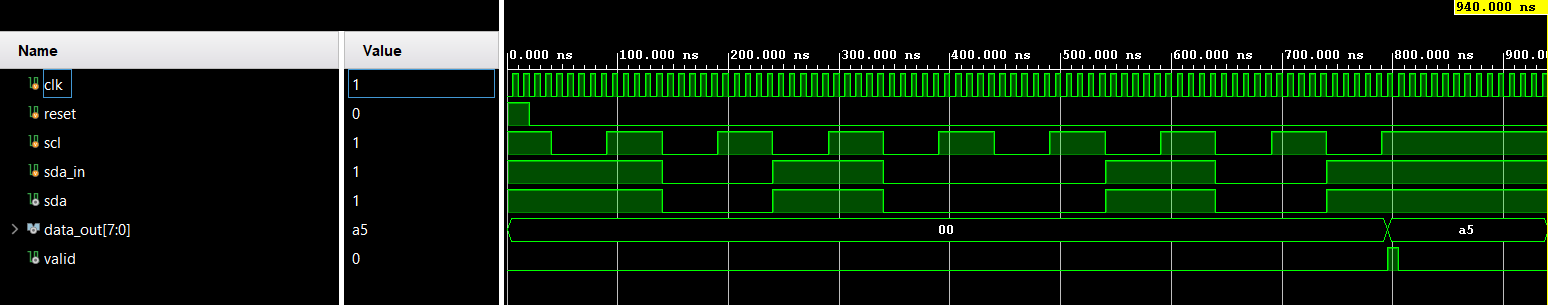 940.000 ns
Name Value
0.000 ns 100.000 ns 200.000 ns 300.000 ns 400.000 ns 500.000 ns 600.000 ns 700.000 ns 800.000 ns 900.0
clk 1
reset 0
scl 1
sda_in 1
sda 1
data_out[7:0] a5 00 a5
valid 0